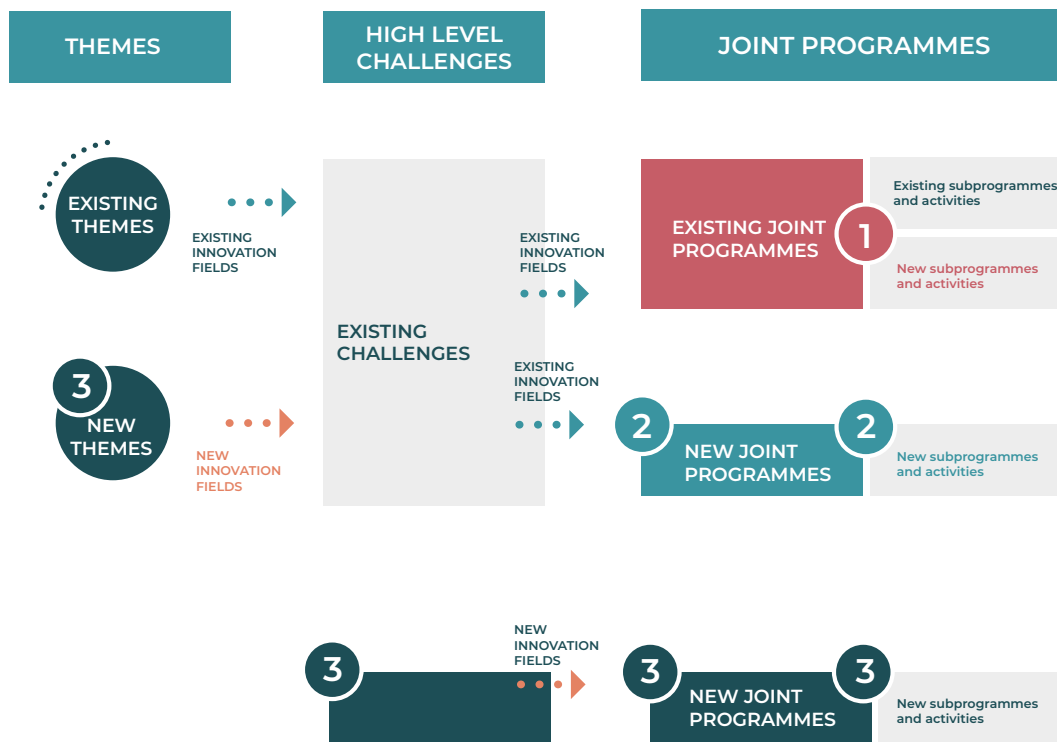 THEMES
HIGH LEVEL
CHALLENGES
JOINT PROGRAMMES
EXISTING
THEMES
EXISTING
INNOVATION
FIELDS
3
NEW
THEMES
NEW
INNOVATION
FIELDS
EXISTING
CHALLENGES
EXISTING
INNOVATION
FIELDS
EXISTING
INNOVATION
FIELDS
EXISTING JOINT
PROGRAMMES
1
Existing subprogrammes
and activities
New subprogrammes
and activities
2
NEW JOINT
PROGRAMMES
2
New subprogrammes
and activities
3
NEW
INNOVATION
FIELDS
3
NEW JOINT
PROGRAMMES
3
New subprogrammes
and activities